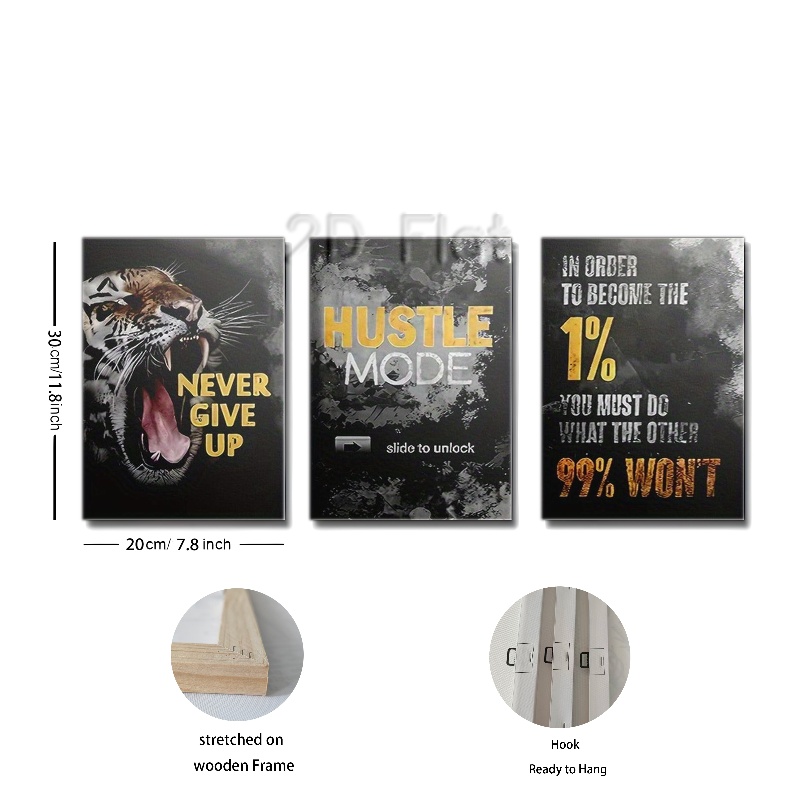 2D Flat
NEVER
GIVE
UP
HUSTLE
MODE
slide to unlock
IN ORDER
TO BECOME THE
1%
YOU MUST DO
WHAT THE OTHER
99% WON'T
30cm/11.8inch
20cm/ 7.8 inch
stretched on
wooden Frame
Hook
Ready to Hang